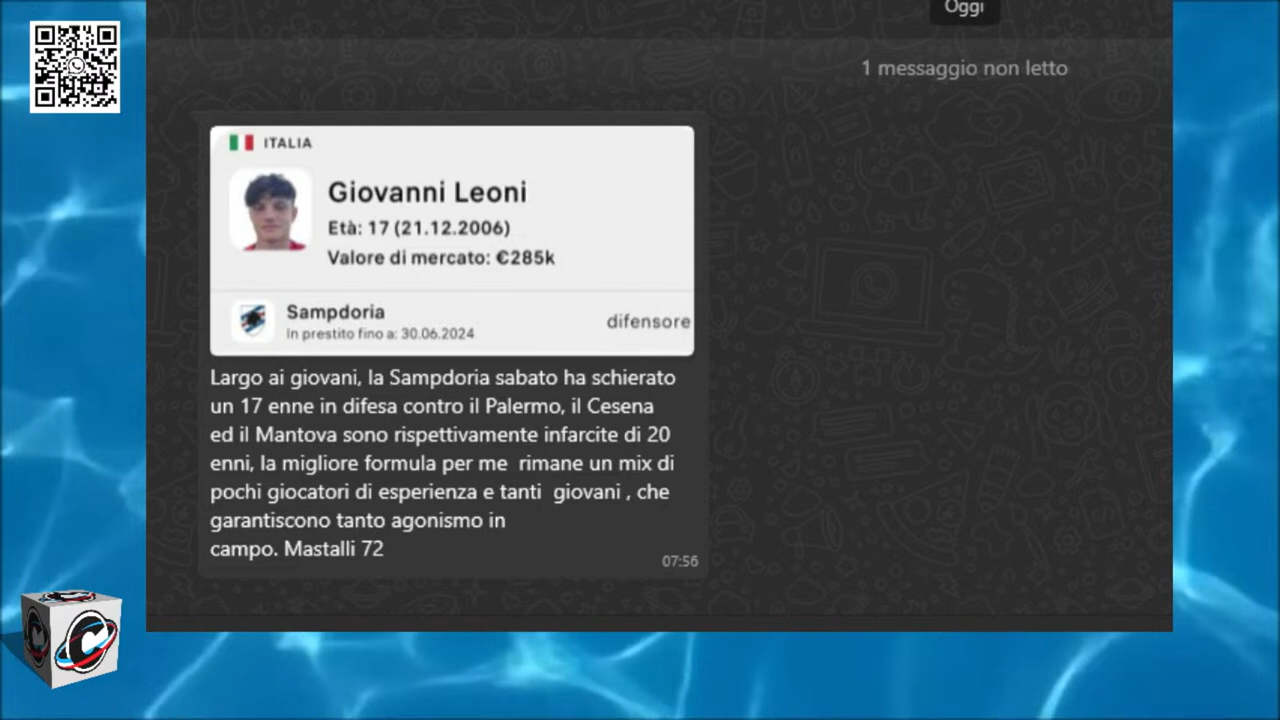 Oggi
1 messaggio non letto
ITALIA
Giovanni Leoni
Età: 17 (21.12.2006)
Valore di mercato: €285k
Sampdoria
In prestito fino a: 30.06.2024
difensore
Largo ai giovani, la Sampdoria sabato ha schierato
un 17 enne in difesa contro il Palermo, il Cesena
ed il Mantova sono rispettivamente infarcite di 20
enni, la migliore formula per me  rimane un mix di
pochi giocatori di esperienza e tanti  giovani , che
garantiscono tanto agonismo in
campo. Mastalli 72
07:56